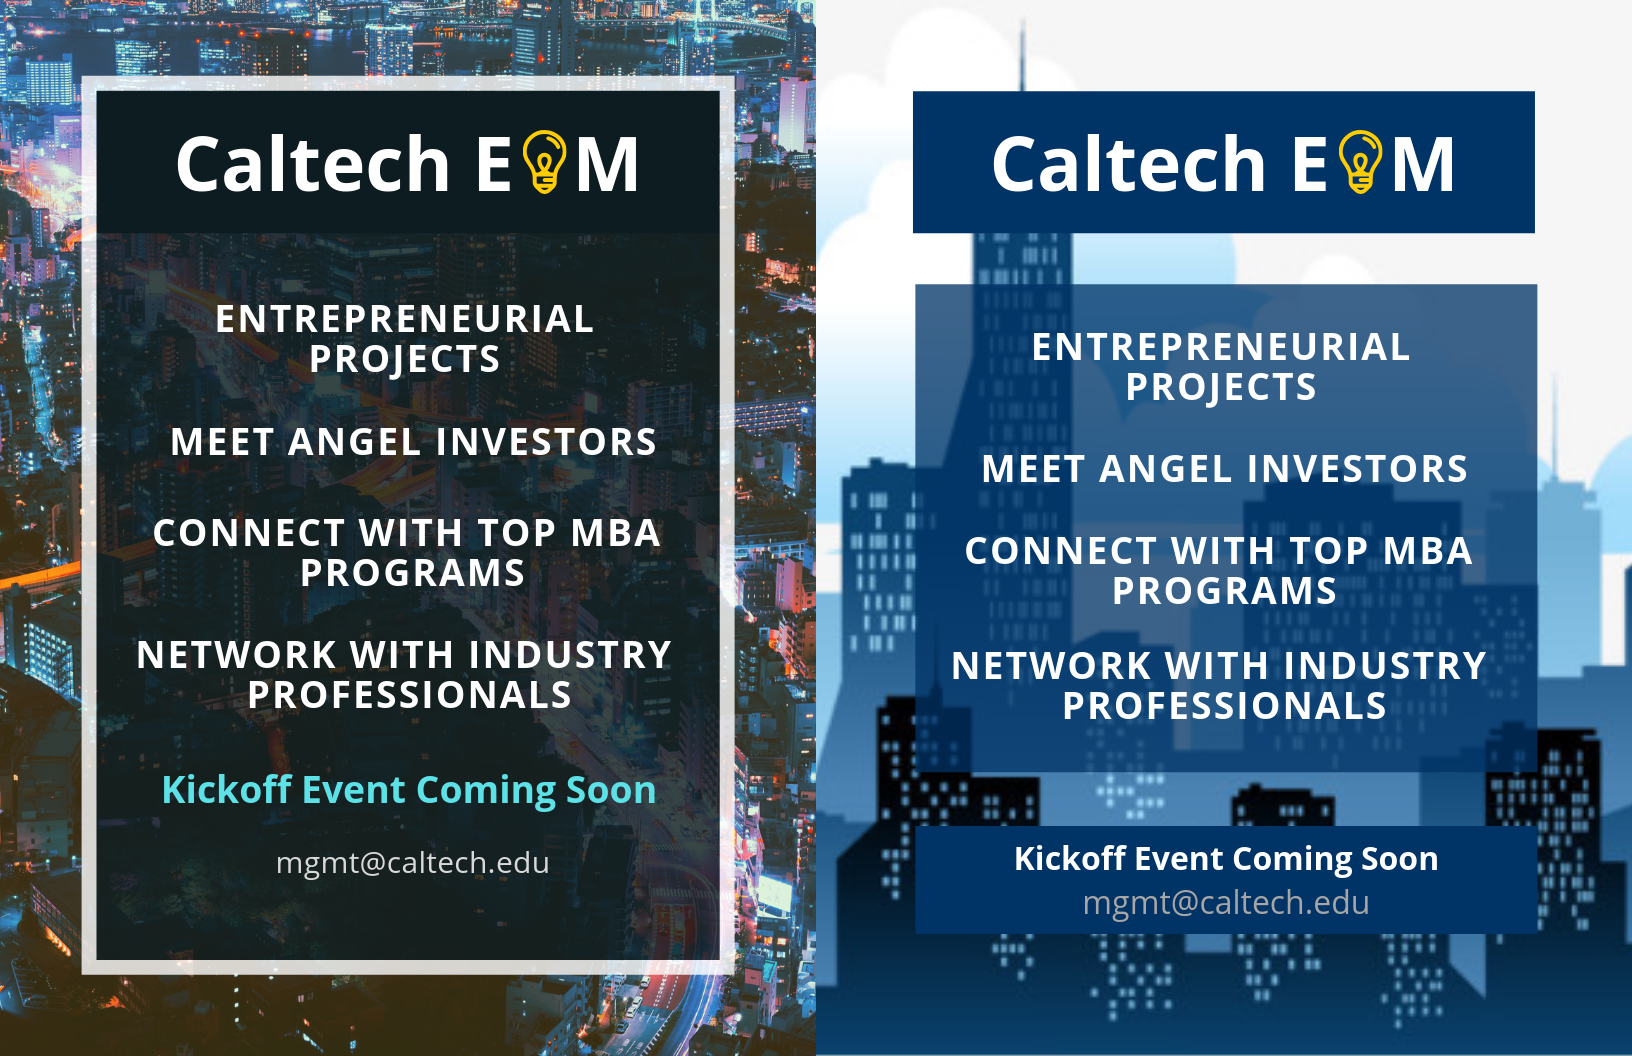 Caltech E M
ENTREPRENEURIAL
PROJECTS
MEET ANGEL INVESTORS
CONNECT WITH TOP MBA
PROGRAMS
NETWORK WITH INDUSTRY
PROFESSIONALS
Kickoff Event Coming Soon
mgmt@caltech.edu
Caltech E M
ENTREPRENEURIAL
PROJECTS
MEET ANGEL INVESTORS
CONNECT WITH TOP MBA
PROGRAMS
NETWORK WITH INDUSTRY
PROFESSIONALS
Kickoff Event Coming Soon
mgmt@caltech.edu